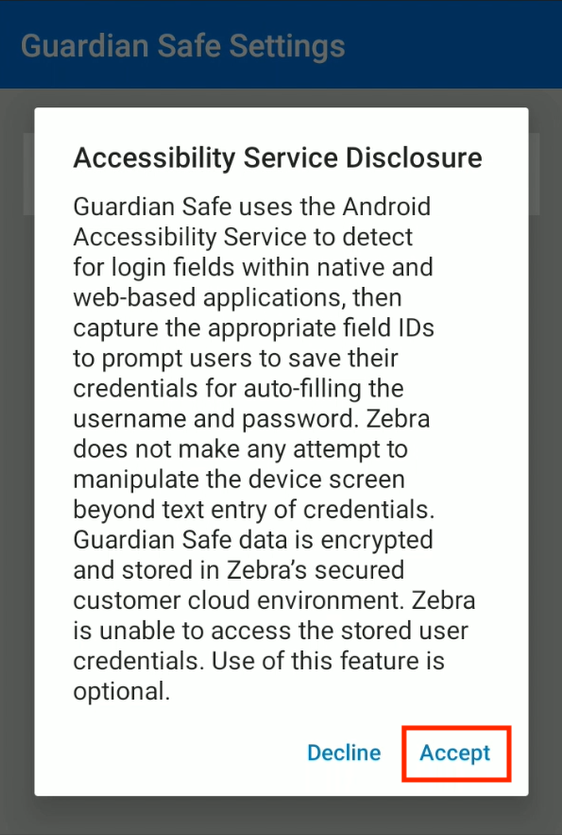 Guardian Safe Settings
Accessibility Service Disclosure
Guardian Safe uses the Android
Accessibility Service to detect
for login fields within native and
web-based applications, then
capture the appropriate field IDs
to prompt users to save their
credentials for auto-filling the
username and password. Zebra
does not make any attempt to
manipulate the device screen
beyond text entry of credentials.
Guardian Safe data is encrypted
and stored in Zebra’s secured
customer cloud environment. Zebra
is unable to access the stored user
credentials. Use of this feature is
optional.
Decline Accept